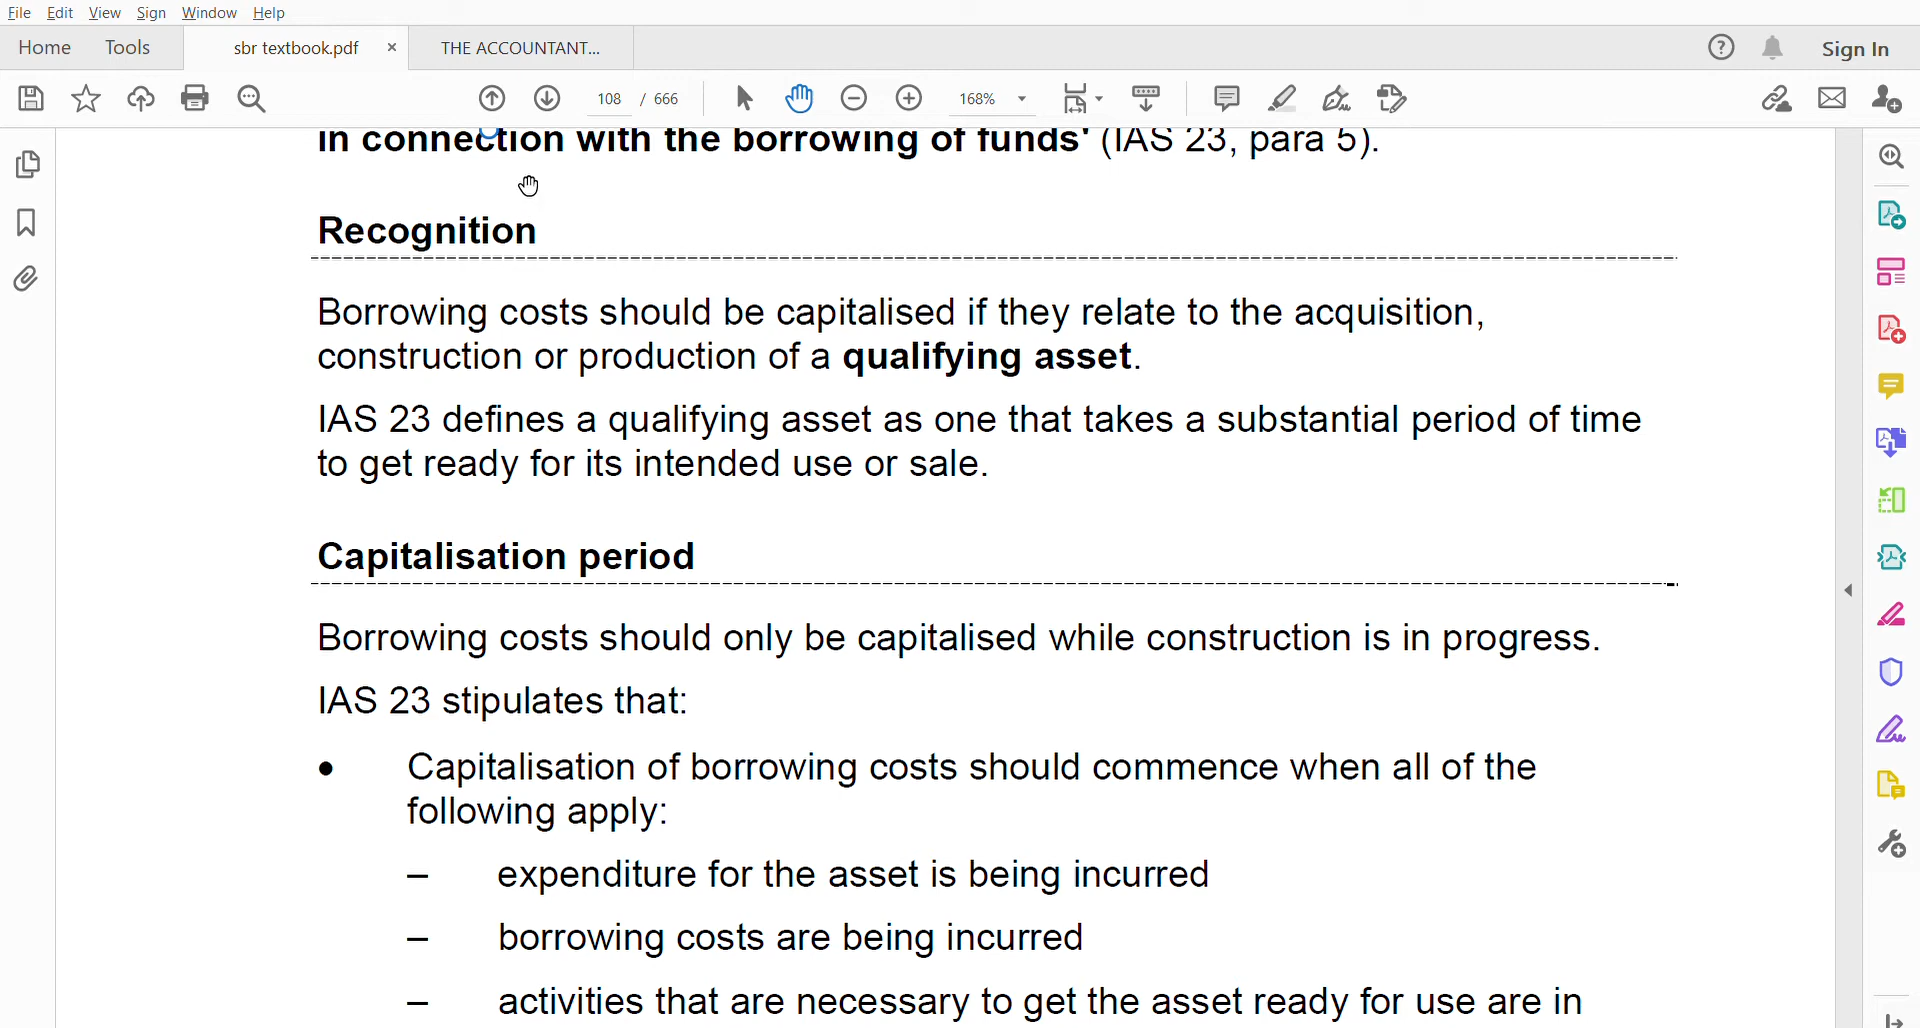 File Edit View Sign Window Help
Home Tools sbr textbook.pdf × THE ACCOUNTANT... Sign In
108 / 666 168%
in connection with the borrowing of funds' (IAS 23, para 5).
Recognition
Borrowing costs should be capitalised if they relate to the acquisition,
construction or production of a qualifying asset.
IAS 23 defines a qualifying asset as one that takes a substantial period of time
to get ready for its intended use or sale.
Capitalisation period
Borrowing costs should only be capitalised while construction is in progress.
IAS 23 stipulates that:
• Capitalisation of borrowing costs should commence when all of the
following apply:
– expenditure for the asset is being incurred
– borrowing costs are being incurred
– activities that are necessary to get the asset ready for use are in